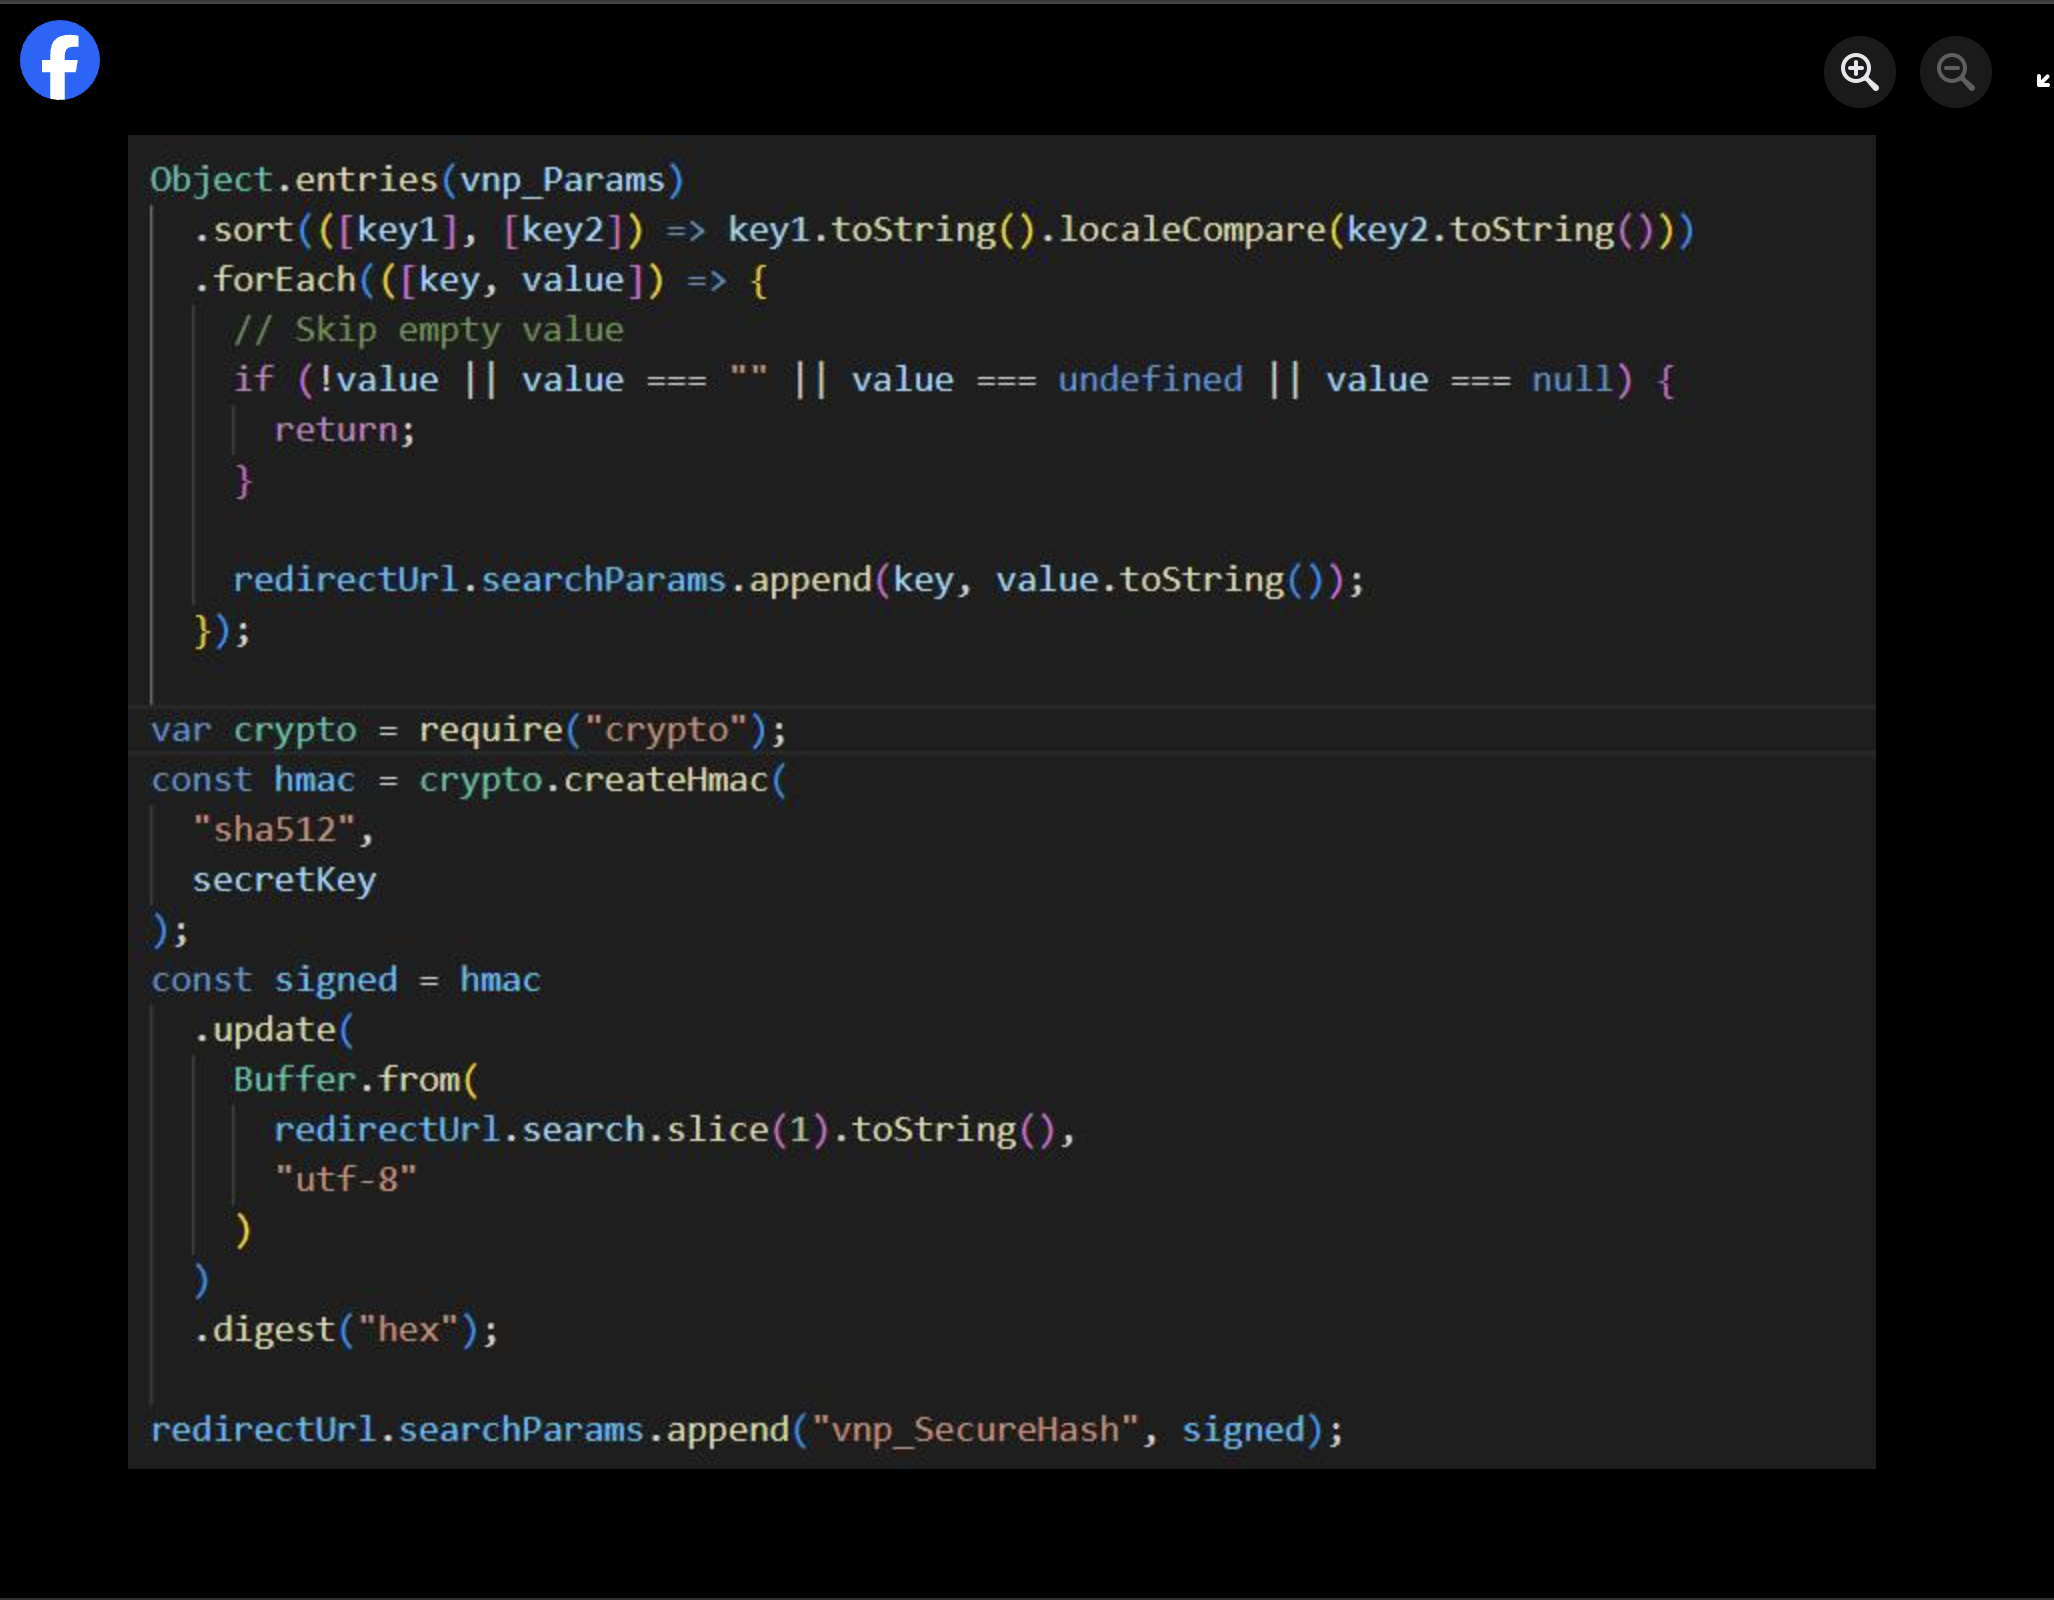 Object.entries(vnp_Params)
  .sort(([key1], [key2]) => key1.toString().localeCompare(key2.toString()))
  .forEach(([key, value]) => {
    // Skip empty value
    if (!value || value === "" || value === undefined || value === null) {
      return;
    }

    redirectUrl.searchParams.append(key, value.toString());
  });

var crypto = require("crypto");
const hmac = crypto.createHmac(
  "sha512",
  secretKey
);
const signed = hmac
  .update(
    Buffer.from(
      redirectUrl.search.slice(1).toString(),
      "utf-8"
    )
  )
  .digest("hex");

redirectUrl.searchParams.append("vnp_SecureHash", signed);